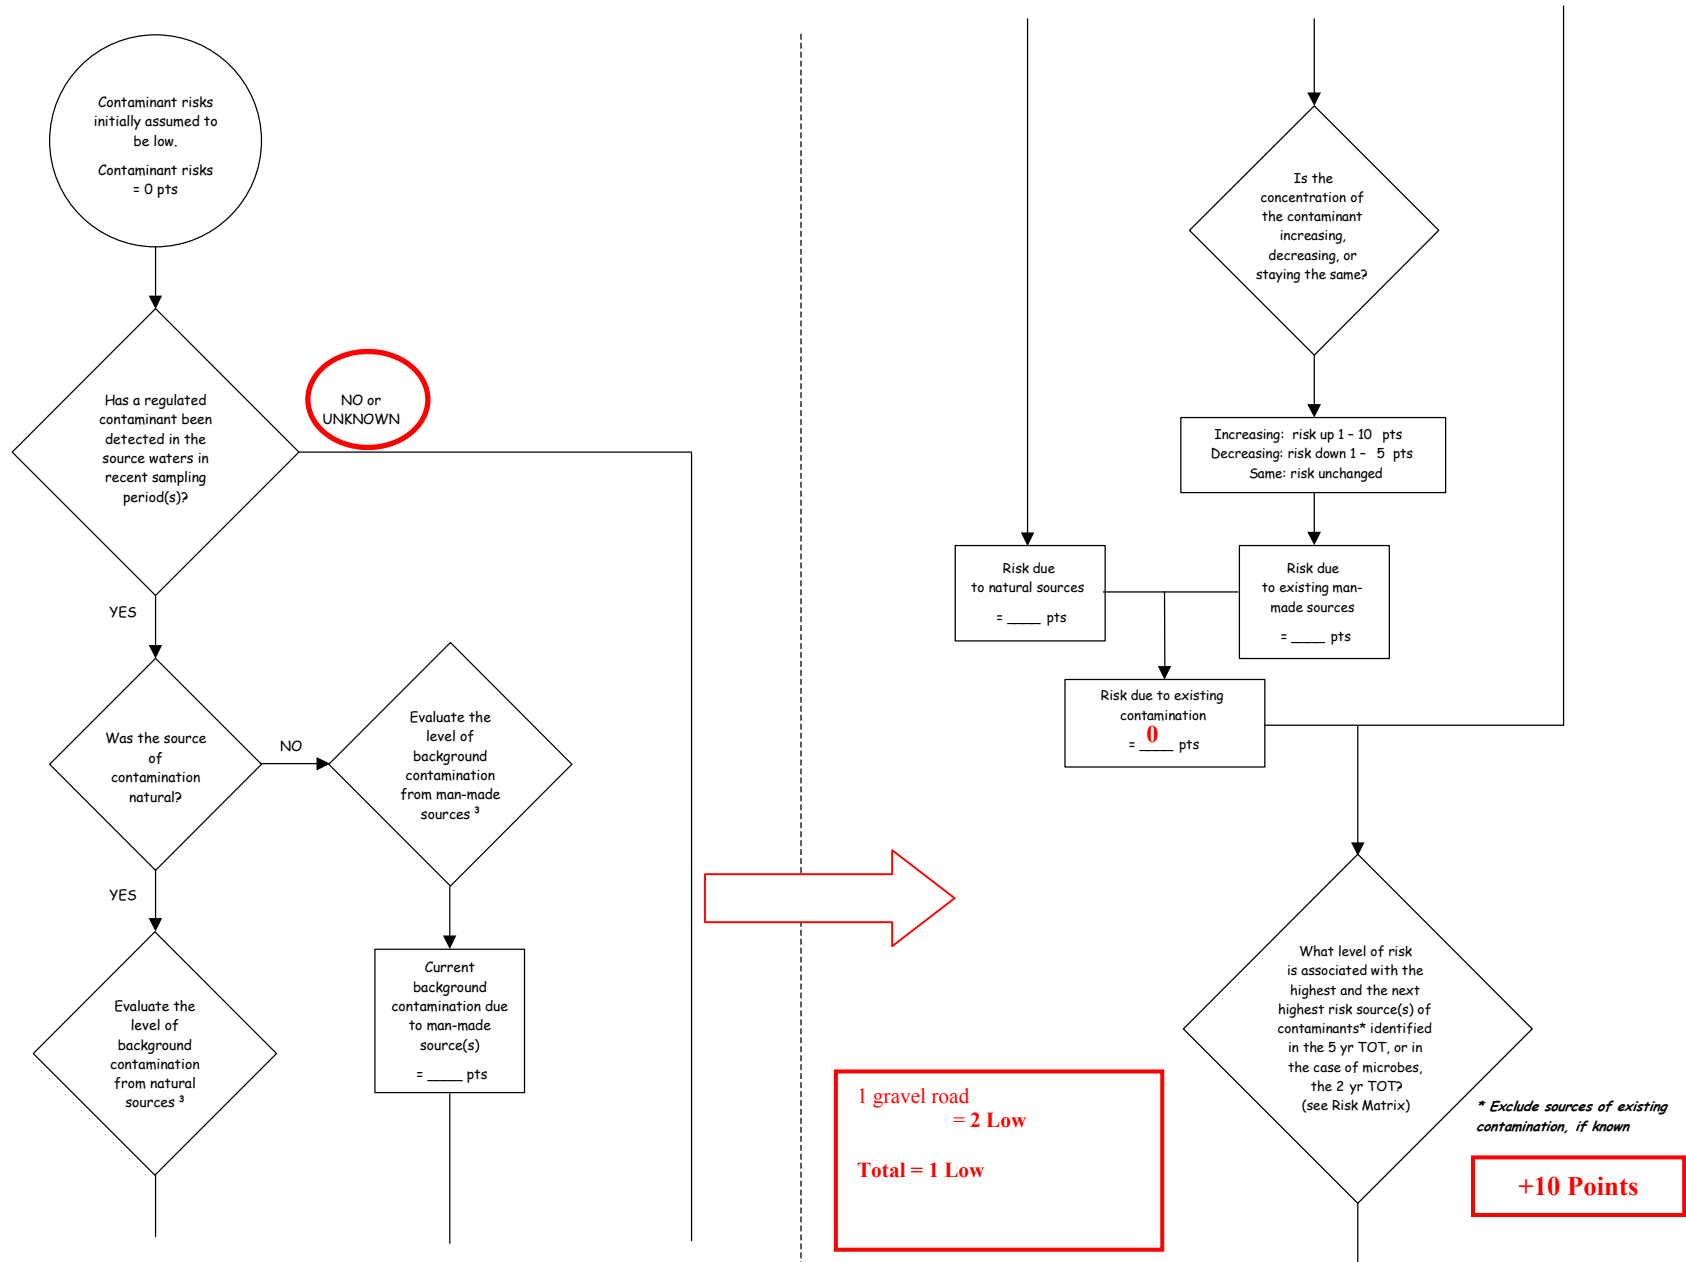 Contaminant risks
initially assumed to
be low.
Contaminant risks
= 0 pts
Has a regulated
contaminant been
detected in the
source waters in
recent sampling
period(s)?
NO or
UNKNOWN
YES
Was the source
of
contamination
natural?
NO
Evaluate the
level of
background
contamination
from man-made
sources ³
YES
Evaluate the
level of
background
contamination
from natural
sources ³
Current
background
contamination due
to man-made
source(s)
= ____ pts
Is the
concentration of
the contaminant
increasing,
decreasing, or
staying the same?
Increasing: risk up 1 – 10 pts
Decreasing: risk down 1 – 5 pts
Same: risk unchanged
Risk due
to natural sources
= ____ pts
Risk due
to existing man-
made sources
= ____ pts
Risk due to existing
contamination
= __0__ pts
What level of risk
is associated with the
highest and the next
highest risk source(s) of
contaminants* identified
in the 5 yr TOT, or in
the case of microbes,
the 2 yr TOT?
(see Risk Matrix)
* Exclude sources of existing
contamination, if known
+10 Points
1 gravel road
= 2 Low
Total = 1 Low